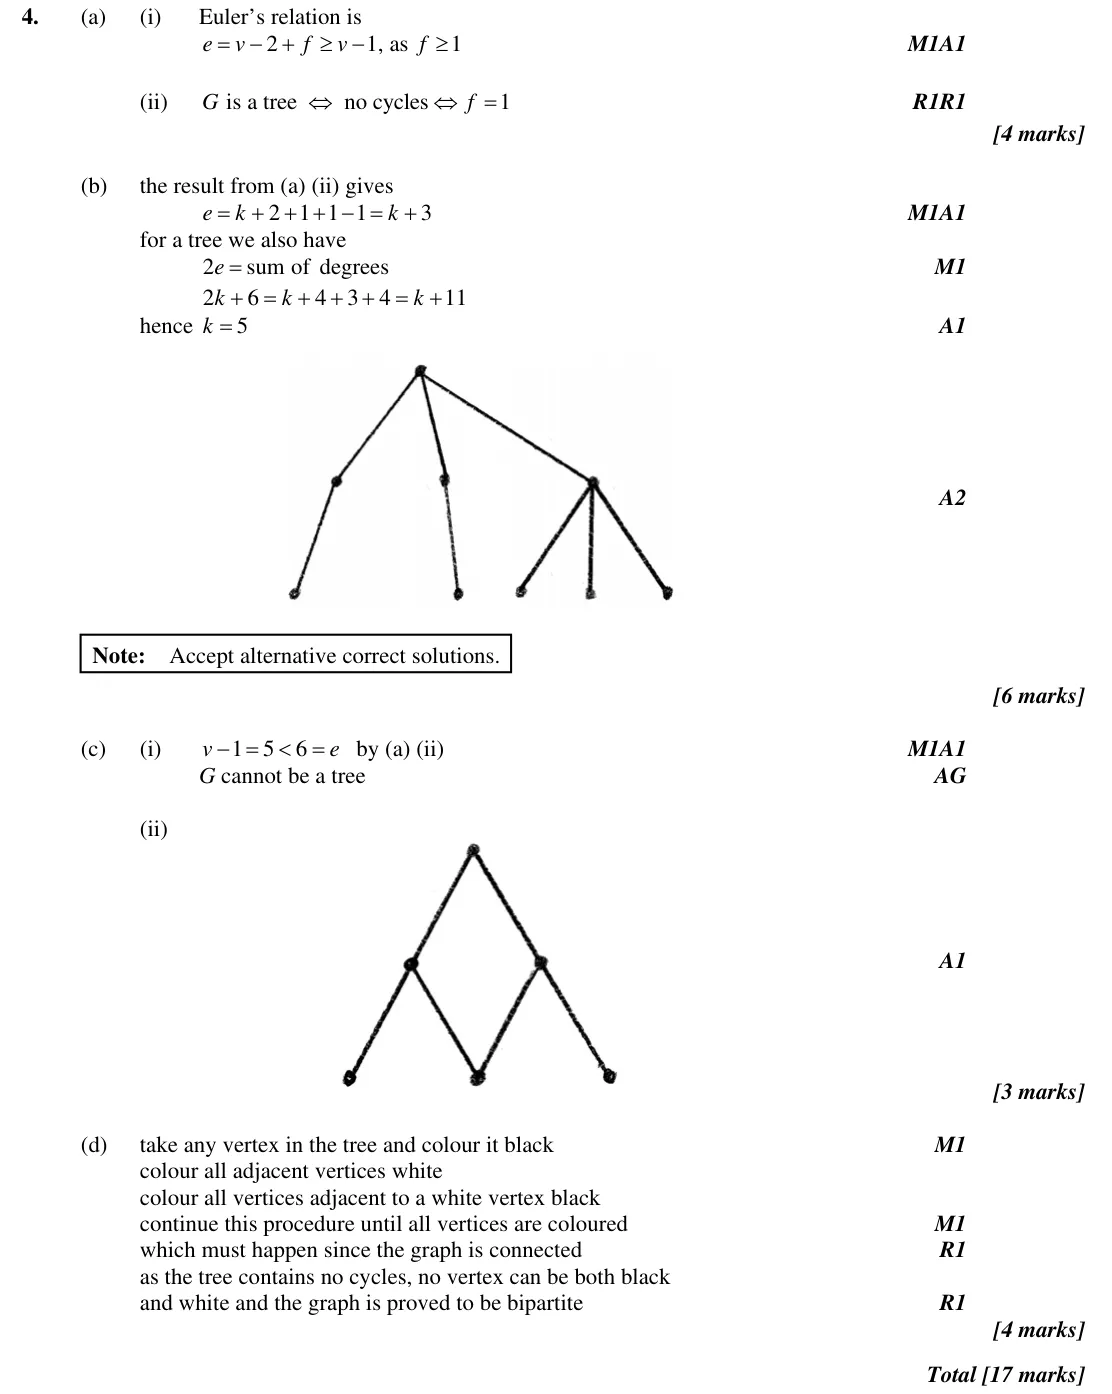 4. (a) (i) Euler's relation is
e = v − 2 + f ≥ v − 1, as f ≥ 1 M1A1
(ii) G is a tree ⇔ no cycles ⇔ f = 1 R1R1
[4 marks]
(b) the result from (a) (ii) gives
e = k + 2 + 1 + 1 − 1 = k + 3 M1A1
for a tree we also have
2e = sum of degrees M1
2k + 6 = k + 4 + 3 + 4 = k + 11
hence k = 5 A1
A2
Note: Accept alternative correct solutions.
[6 marks]
(c) (i) v − 1 = 5 < 6 = e by (a) (ii) M1A1
G cannot be a tree AG
(ii)
A1
[3 marks]
(d) take any vertex in the tree and colour it black M1
colour all adjacent vertices white
colour all vertices adjacent to a white vertex black
continue this procedure until all vertices are coloured M1
which must happen since the graph is connected R1
as the tree contains no cycles, no vertex can be both black
and white and the graph is proved to be bipartite R1
[4 marks]
Total [17 marks]